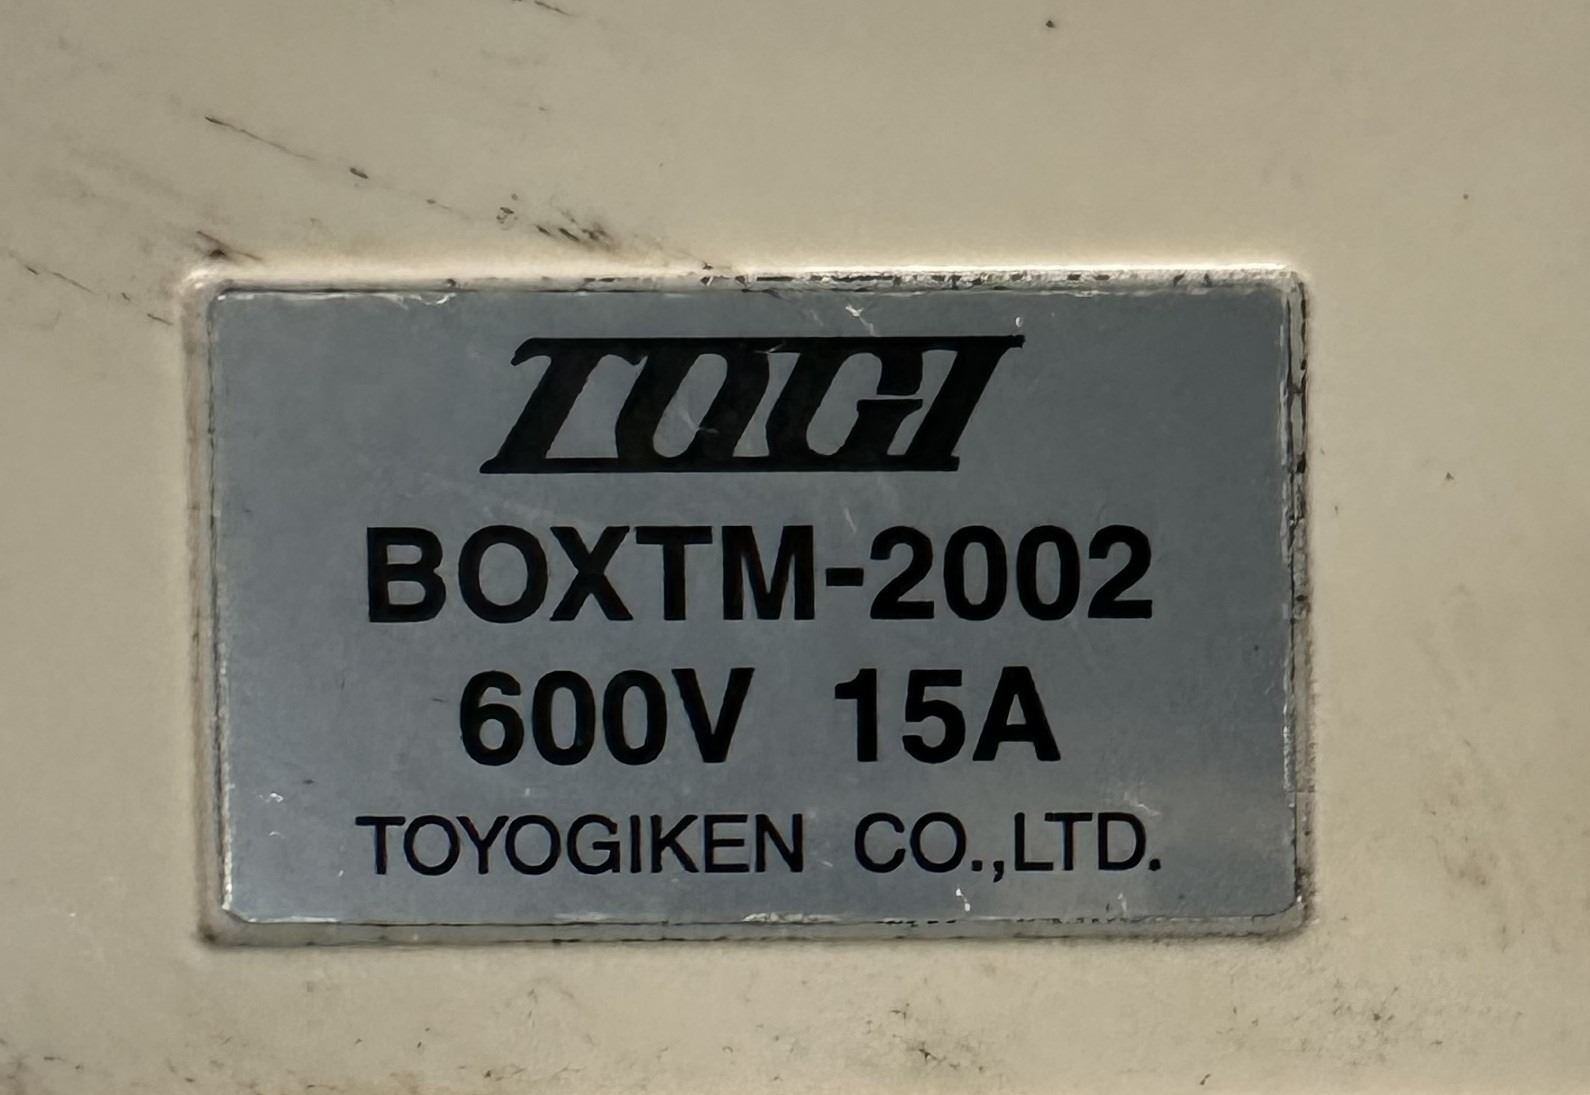 TOGI
BOXTM-2002
600V 15A
TOYOGIKEN CO.,LTD.